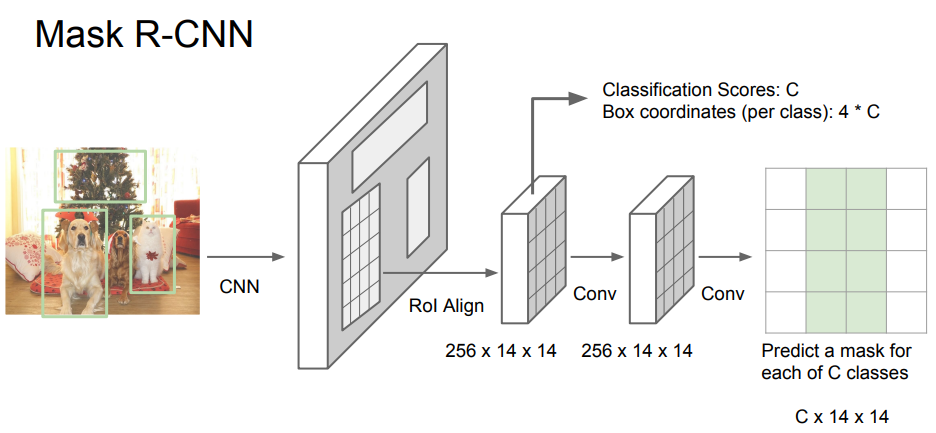 Mask R-CNN
Classification Scores: C
Box coordinates (per class): 4 * C
CNN
RoI Align
Conv
Conv
256 x 14 x 14
256 x 14 x 14
Predict a mask for
each of C classes
C x 14 x 14